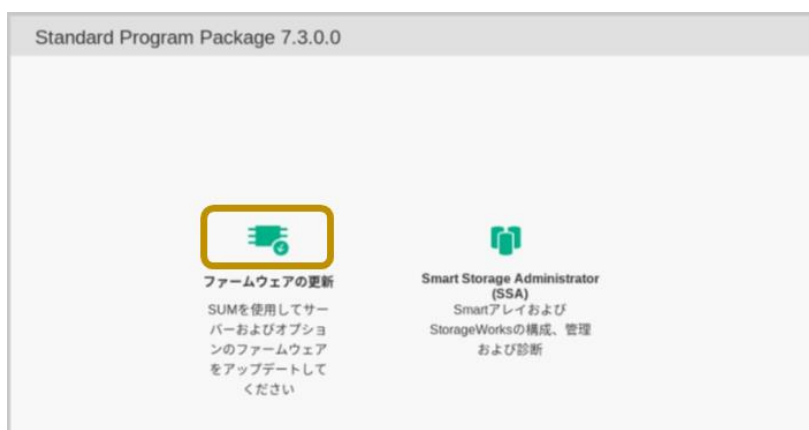 Standard Program Package 7.3.0.0
ファームウェアの更新
SUMを使用してサー
バーおよびオプショ
ンのファームウェア
をアップデートして
ください
Smart Storage Administrator
(SSA)
Smartアレイおよび
StorageWorksの構成、管理
および診断